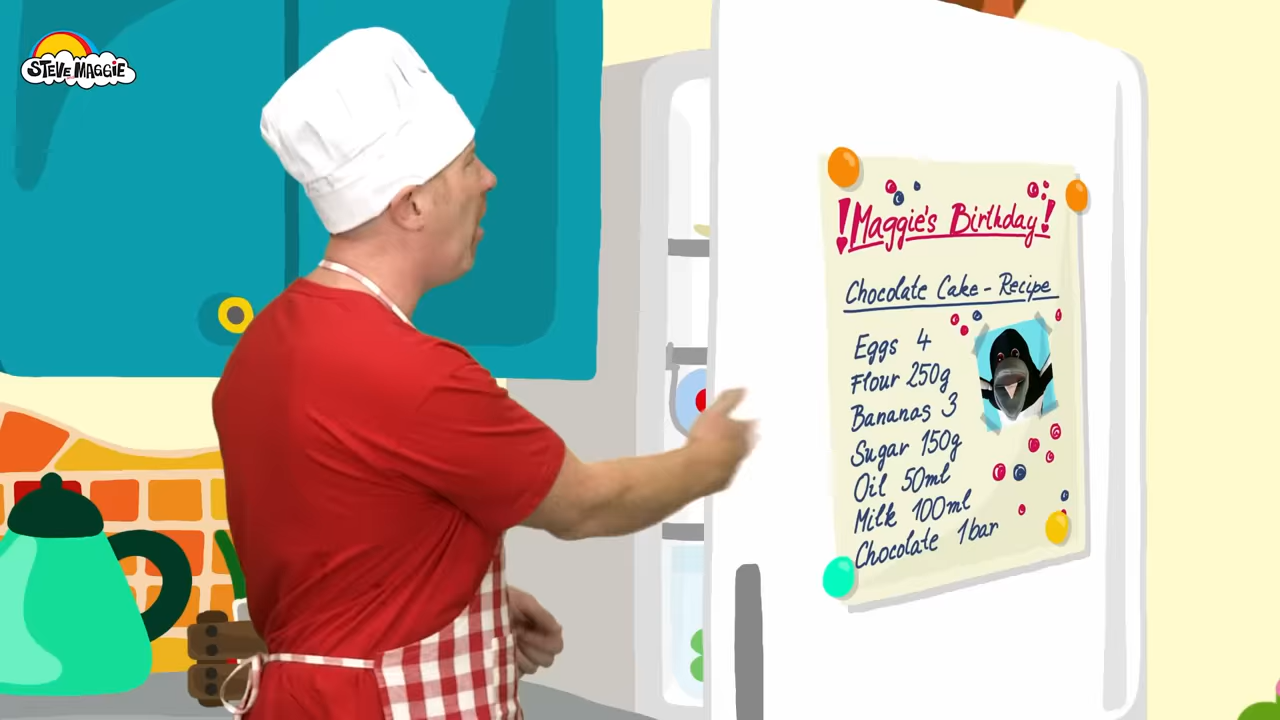 STEVE MAGGIE
!Maggie's Birthday!
Chocolate Cake - Recipe
Eggs 4
Flour 250g
Bananas 3
Sugar 150g
Oil 50ml
Milk 100ml
Chocolate 1bar